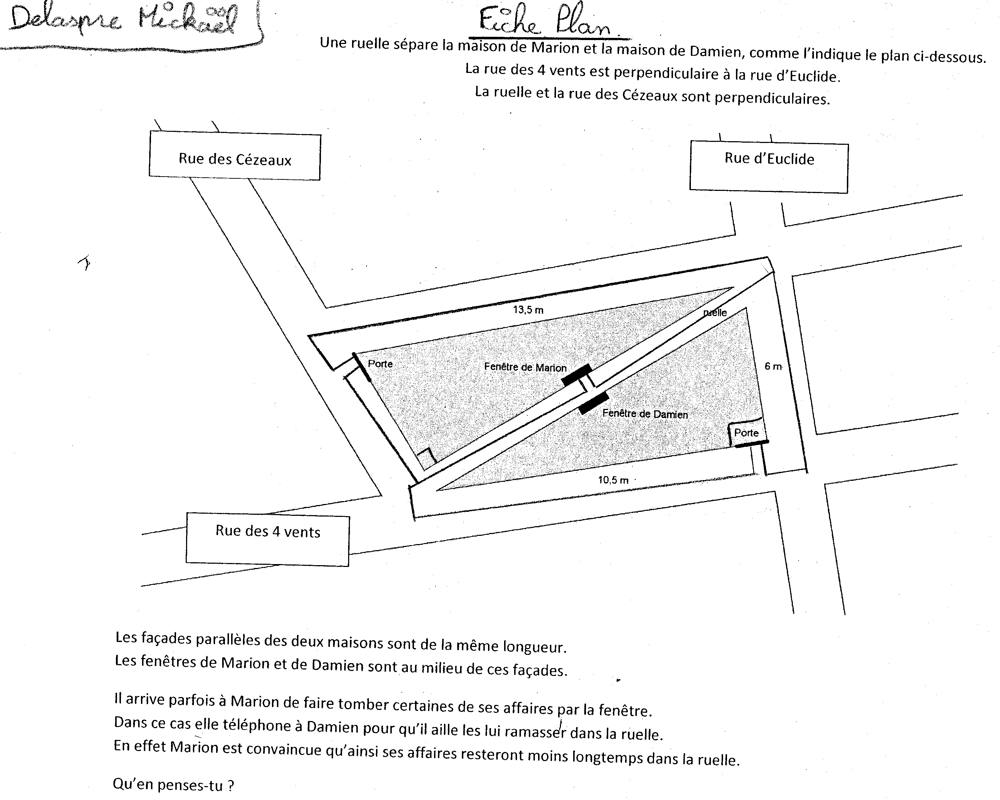 Delaspre Mickaël
Fiche Plan.
Une ruelle sépare la maison de Marion et la maison de Damien, comme l'indique le plan ci-dessous.
La rue des 4 vents est perpendiculaire à la rue d'Euclide.
La ruelle et la rue des Cézeaux sont perpendiculaires.
Rue des Cézeaux
Rue d'Euclide
13,5 m
ruelle
Porte
Fenêtre de Marion
6 m
Fenêtre de Damien
Porte
10,5 m
Rue des 4 vents
Les façades parallèles des deux maisons sont de la même longueur.
Les fenêtres de Marion et de Damien sont au milieu de ces façades.
Il arrive parfois à Marion de faire tomber certaines de ses affaires par la fenêtre.
Dans ce cas elle téléphone à Damien pour qu'il aille les lui ramasser dans la ruelle.
En effet Marion est convaincue qu'ainsi ses affaires resteront moins longtemps dans la ruelle.
Qu'en penses-tu ?